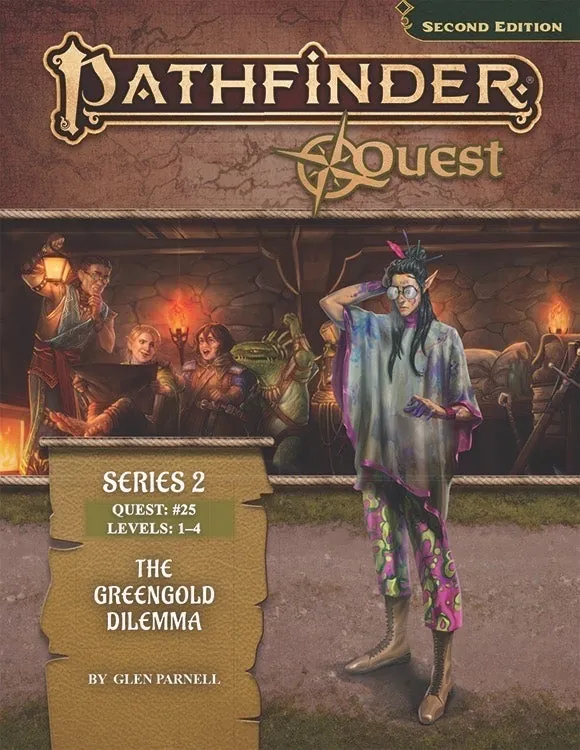 SECOND EDITION
PATHFINDER®
QUEST
SERIES 2
QUEST: #25
LEVELS: 1–4
THE
GREENGOLD
DILEMMA
BY GLEN PARNELL